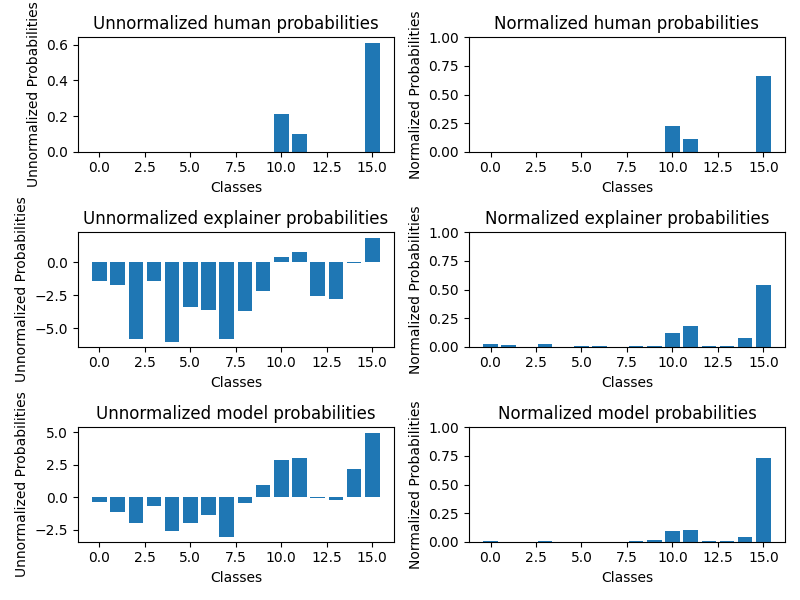 Unnormalized human probabilities
Unnormalized Probabilities
0.6
0.4
0.2
0.0
0.0 2.5 5.0 7.5 10.0 12.5 15.0
Classes
Normalized human probabilities
Normalized Probabilities
1.00
0.75
0.50
0.25
0.00
0.0 2.5 5.0 7.5 10.0 12.5 15.0
Classes
Unnormalized explainer probabilities
Unnormalized Probabilities
0.0
−2.5
−5.0
0.0 2.5 5.0 7.5 10.0 12.5 15.0
Classes
Normalized explainer probabilities
Normalized Probabilities
1.00
0.75
0.50
0.25
0.00
0.0 2.5 5.0 7.5 10.0 12.5 15.0
Classes
Unnormalized model probabilities
Unnormalized Probabilities
5.0
2.5
0.0
−2.5
0.0 2.5 5.0 7.5 10.0 12.5 15.0
Classes
Normalized model probabilities
Normalized Probabilities
1.00
0.75
0.50
0.25
0.00
0.0 2.5 5.0 7.5 10.0 12.5 15.0
Classes